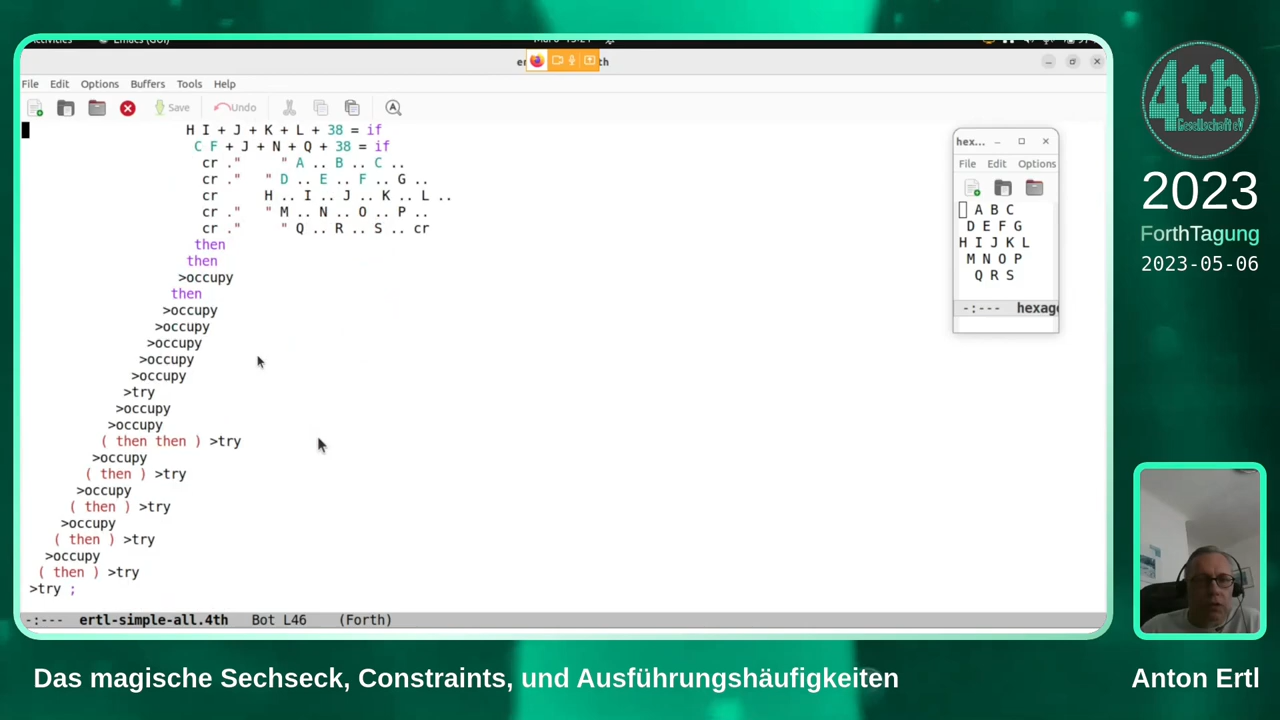 File Edit Options Buffers Tools Help
Save Undo
H I + J + K + L + 38 = if
C F + J + N + Q + 38 = if
cr ." " A .. B .. C ..
cr ." " D .. E .. F .. G ..
cr H .. I .. J .. K .. L ..
cr ." " M .. N .. O .. P ..
cr ." " Q .. R .. S .. cr
then
then
>occupy
then
>occupy
>occupy
>occupy
>occupy
>occupy
>try
>occupy
>occupy
( then then ) >try
>occupy
( then ) >try
>occupy
( then ) >try
>occupy
( then ) >try
>occupy
( then ) >try
>try ;
-:--- ertl-simple-all.4th Bot L46 (Forth)
hex...
File Edit Options
A B C
D E F G
H I J K L
M N O P
Q R S
-:--- hexag
4th
Gesellschaft eV
2023
ForthTagung
2023-05-06
Das magische Sechseck, Constraints, und Ausführungshäufigkeiten
Anton Ertl